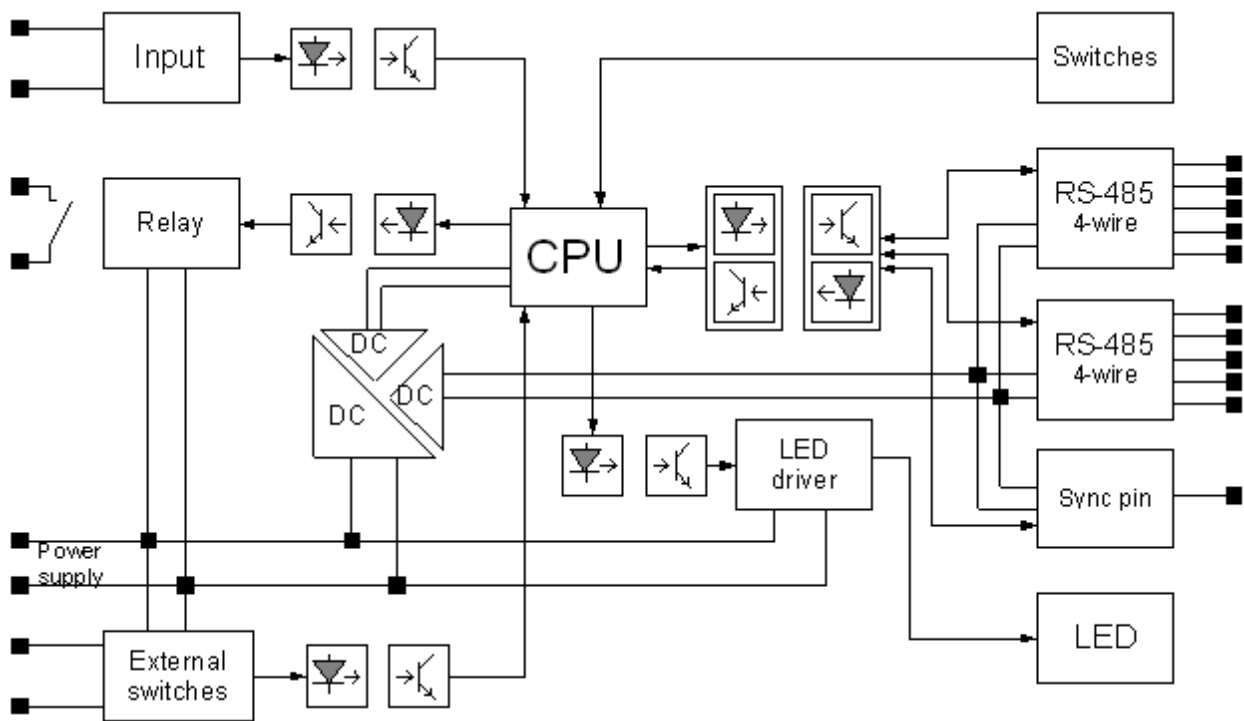 Input
Switches
Relay
CPU
RS-485
4-wire
DC
DC
DC
RS-485
4-wire
LED
driver
Sync pin
Power
supply
External
switches
LED